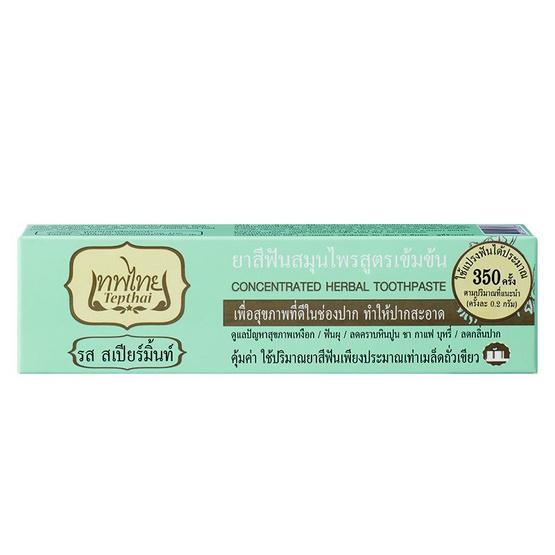 เทพไทย
Tepthai
รส สเปียร์มิ้นท์
ยาสีฟันสมุนไพรสูตรเข้มข้น
CONCENTRATED HERBAL TOOTHPASTE
เพื่อสุขภาพที่ดีในช่องปาก ทำให้ปากสะอาด
ดูแลปัญหาสุขภาพเหงือก / ฟันผุ / ลดคราบหินปูน ชา กาแฟ บุหรี่ / ลดกลิ่นปาก
คุ้มค่า ใช้ปริมาณยาสีฟันเพียงประมาณเท่าเมล็ดถั่วเขียว
ใช้แปรงฟันได้ประมาณ
350 ครั้ง
ตามปริมาณที่แนะนำ
(ครั้งละ 0.2 กรัม)